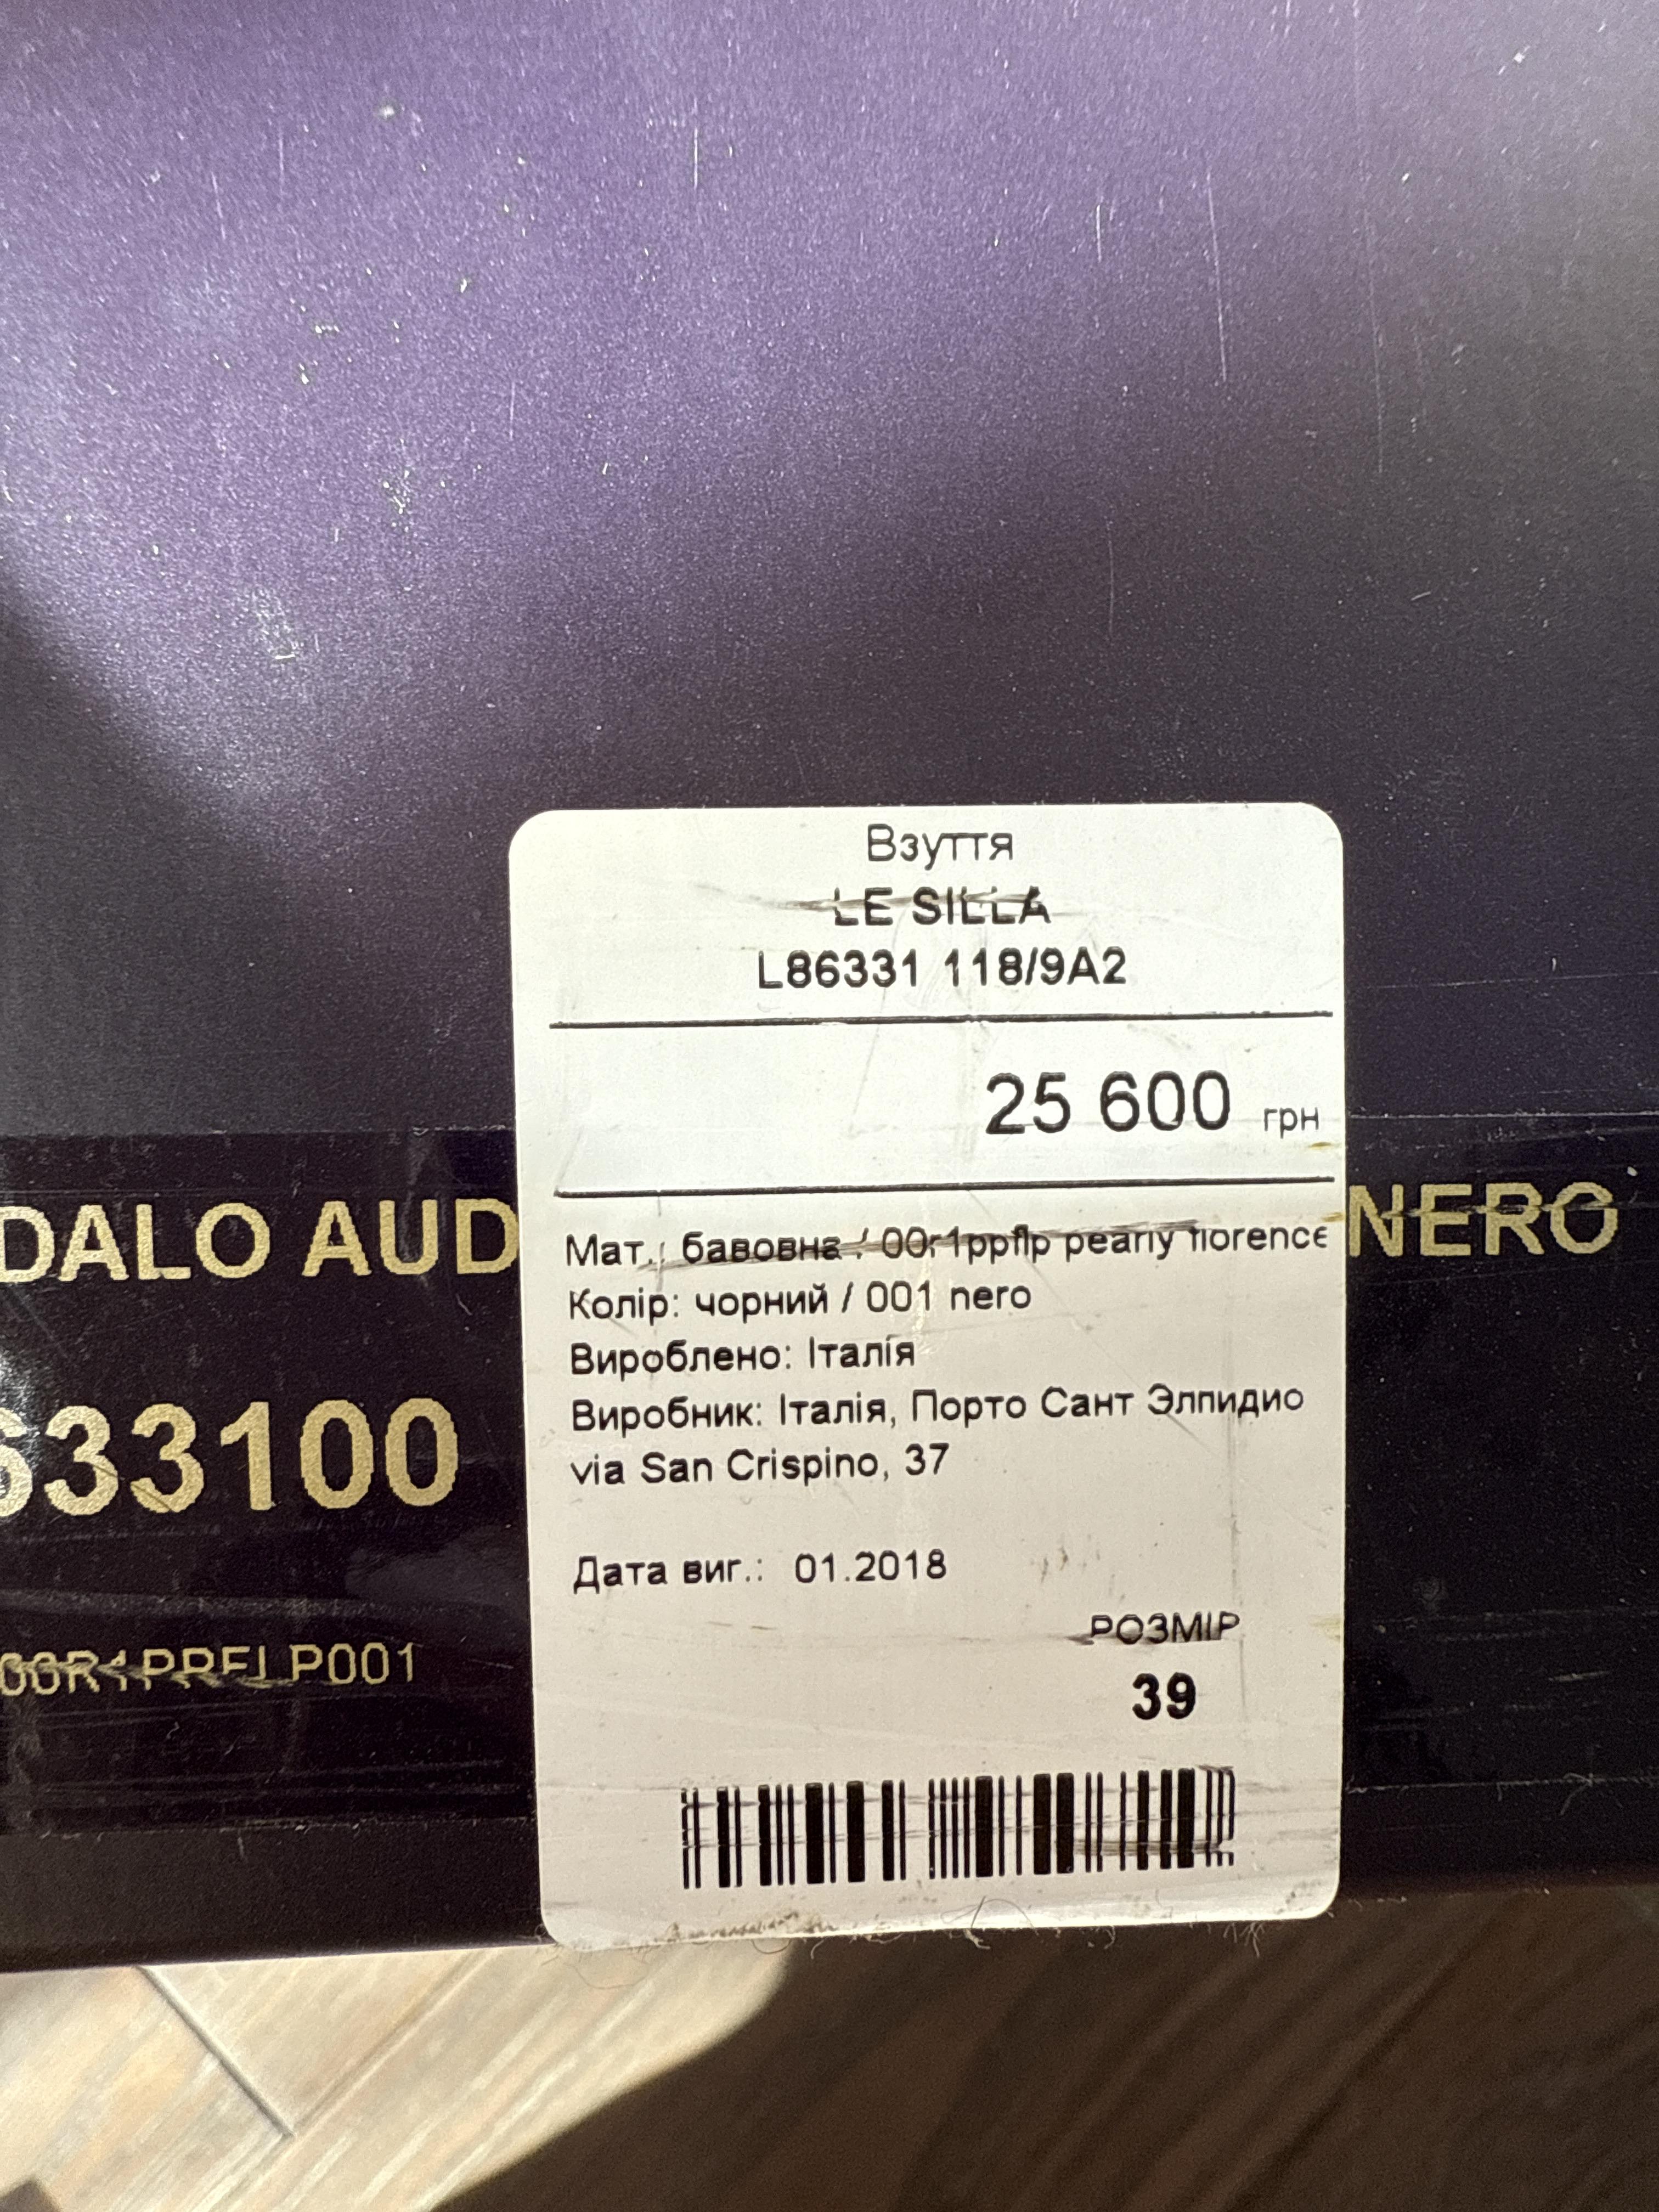 Взуття
LE SILLA
L86331 118/9A2
25 600 грн
Мат.: бавовна / 00r1ppflp pearly florence
Колір: чорний / 001 nero
Вироблено: Італія
Виробник: Італія, Порто Сант Элпидио
via San Crispino, 37
Дата виг.: 01.2018
РОЗМІР
39
DALO AUD NERO
633100
00R1PPFLP001